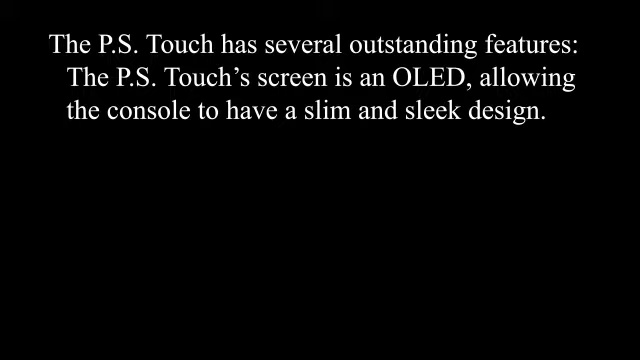 The P.S. Touch has several outstanding features:
The P.S. Touch’s screen is an OLED, allowing
the console to have a slim and sleek design.